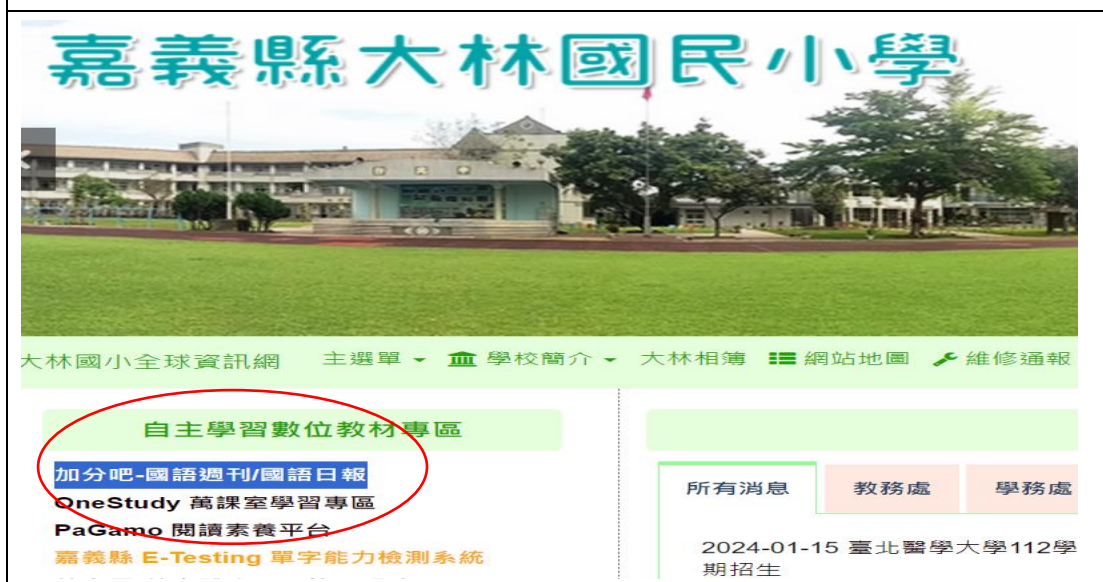 嘉義縣大林國民小學
大林國小全球資訊網 主選單 學校簡介 大林相簿 網站地圖 維修通報
自主學習數位教材專區
加分吧-國語週刊/國語日報
OneStudy 萬課室學習專區
PaGamo 閱讀素養平台
嘉義縣 E-Testing 單字能力檢測系統
所有消息 教務處 學務處
2024-01-15 臺北醫學大學112學
期招生